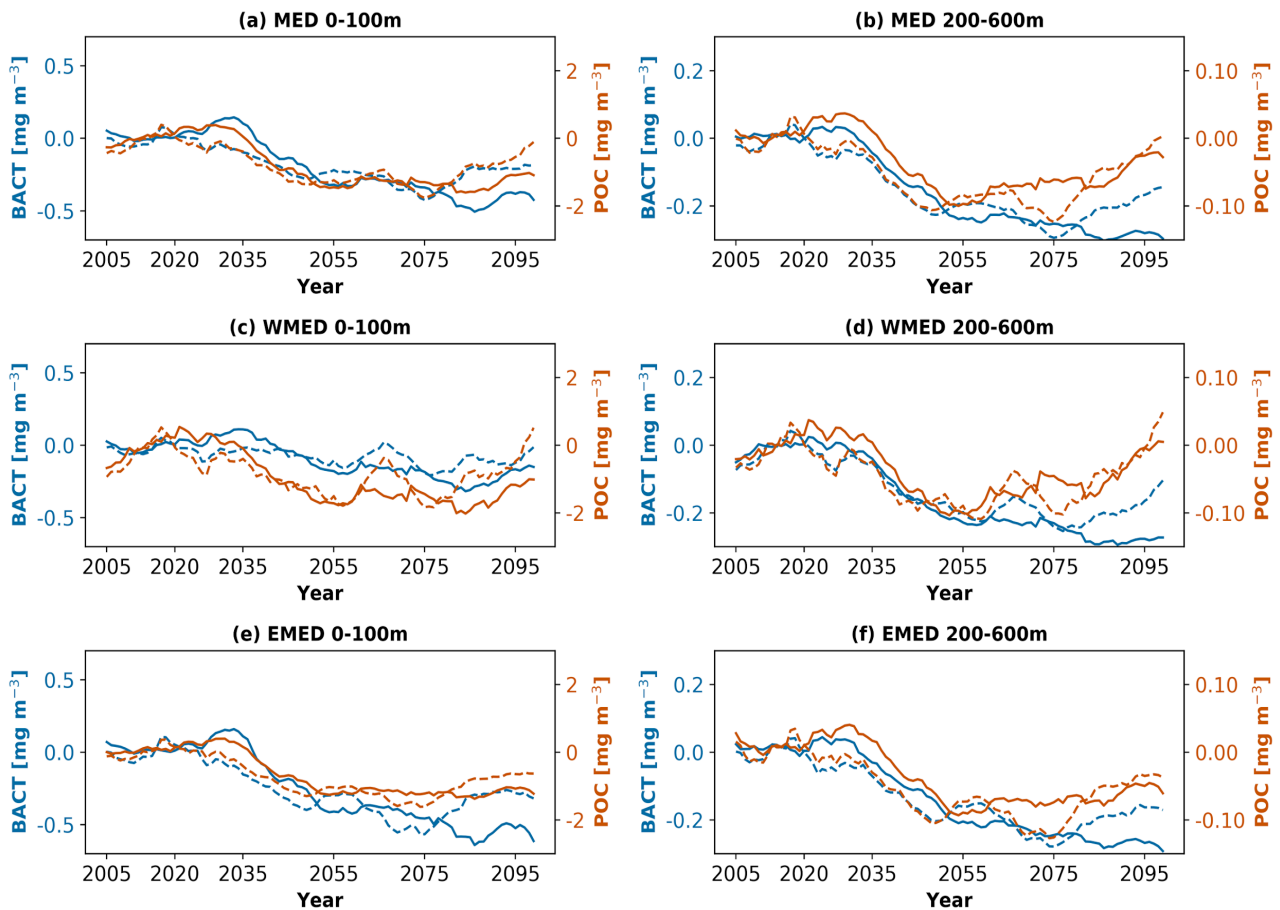 (a) MED 0-100m
BACT [mg m⁻³]
0.5
0.0
-0.5
2
0
-2
POC [mg m⁻³]
2005 2020 2035 2055 2075 2095
Year
(b) MED 200-600m
BACT [mg m⁻³]
0.2
0.0
-0.2
0.10
0.00
-0.10
POC [mg m⁻³]
2005 2020 2035 2055 2075 2095
Year
(c) WMED 0-100m
BACT [mg m⁻³]
0.5
0.0
-0.5
2
0
-2
POC [mg m⁻³]
2005 2020 2035 2055 2075 2095
Year
(d) WMED 200-600m
BACT [mg m⁻³]
0.2
0.0
-0.2
0.10
0.00
-0.10
POC [mg m⁻³]
2005 2020 2035 2055 2075 2095
Year
(e) EMED 0-100m
BACT [mg m⁻³]
0.5
0.0
-0.5
2
0
-2
POC [mg m⁻³]
2005 2020 2035 2055 2075 2095
Year
(f) EMED 200-600m
BACT [mg m⁻³]
0.2
0.0
-0.2
0.10
0.00
-0.10
POC [mg m⁻³]
2005 2020 2035 2055 2075 2095
Year